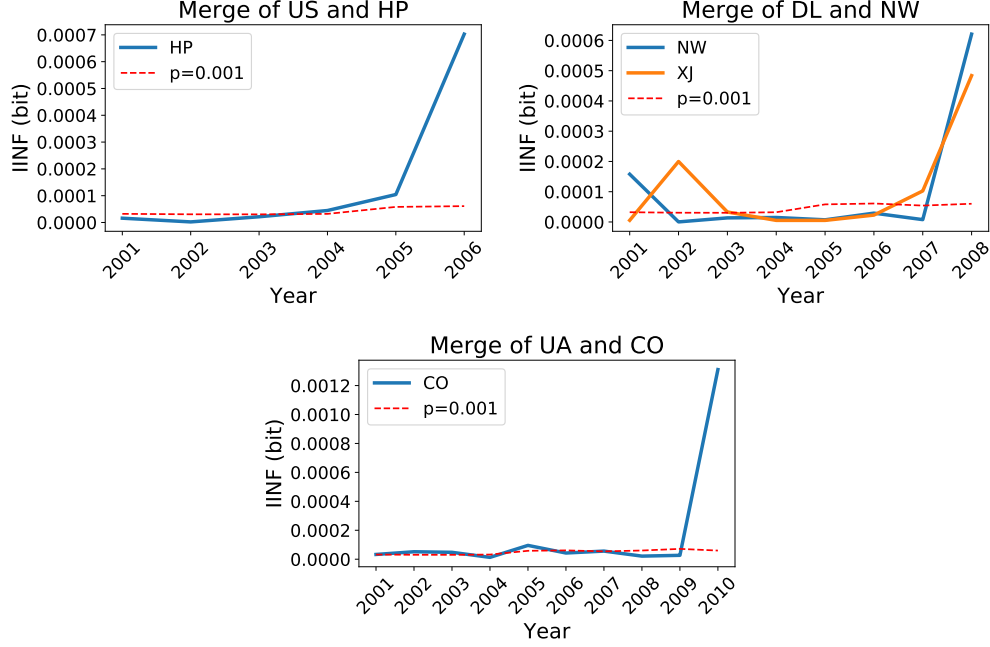 Merge of US and HP
IINF (bit)
0.0007
0.0006
0.0005
0.0004
0.0003
0.0002
0.0001
0.0000
HP
p=0.001
2001
2002
2003
2004
2005
2006
Year
Merge of DL and NW
IINF (bit)
0.0006
0.0005
0.0004
0.0003
0.0002
0.0001
0.0000
NW
XJ
p=0.001
2001
2002
2003
2004
2005
2006
2007
2008
Year
Merge of UA and CO
IINF (bit)
0.0012
0.0010
0.0008
0.0006
0.0004
0.0002
0.0000
CO
p=0.001
2001
2002
2003
2004
2005
2006
2007
2008
2009
2010
Year